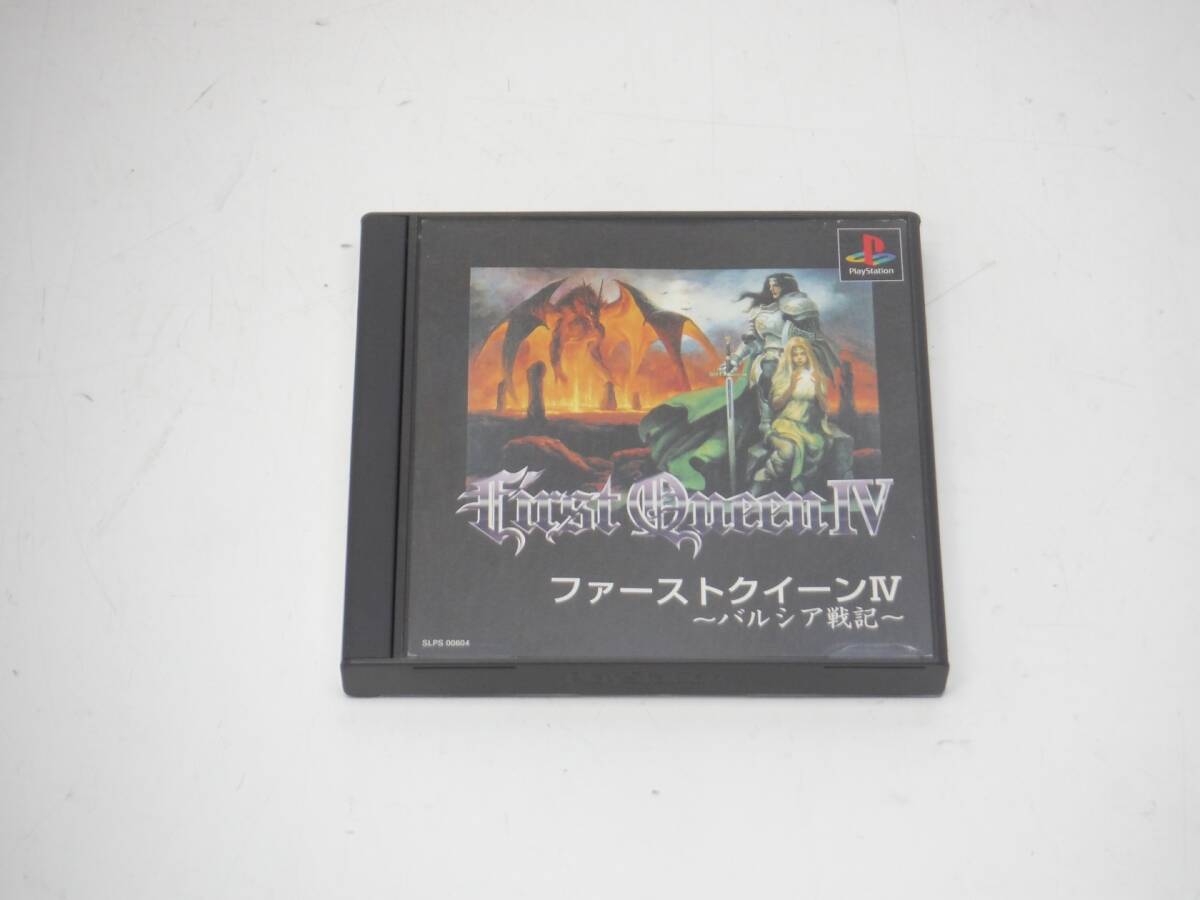 PlayStation
First Queen IV
ファーストクイーンⅣ
～バルシア戦記～
SLPS 00604